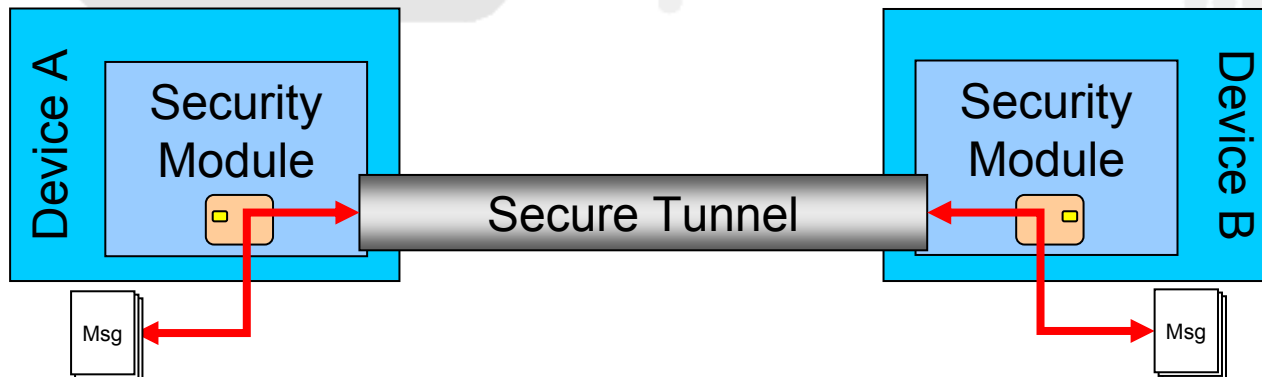 Device A
Security
Module
Secure Tunnel
Security
Module
Device B
Msg
Msg